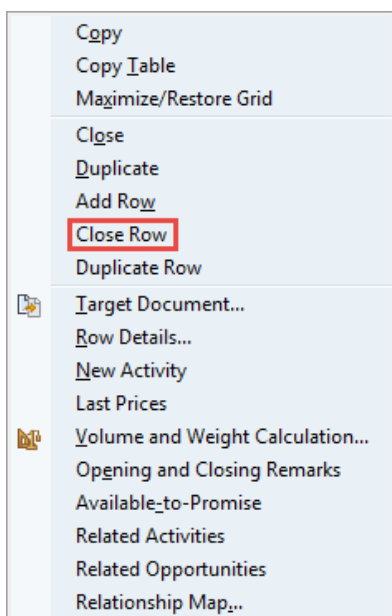 Copy
Copy Table
Maximize/Restore Grid
Close
Duplicate
Add Row
Close Row
Duplicate Row
Target Document...
Row Details...
New Activity
Last Prices
Volume and Weight Calculation...
Opening and Closing Remarks
Available-to-Promise
Related Activities
Related Opportunities
Relationship Map...